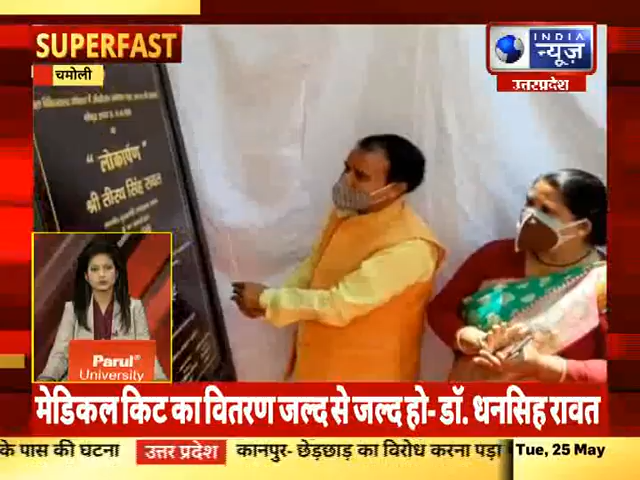 SUPERFAST
चमोली
INDIA
न्यूज़
उत्तरप्रदेश
"लोकार्पण"
श्री तीरथ सिंह रावत
Parul®
University
मेडिकल किट का वितरण जल्द से जल्द हो- डॉ. धनसिंह रावत
के पास की घटना उत्तर प्रदेश कानपुर- छेड़छाड़ का विरोध करना पड़ा Tue, 25 May